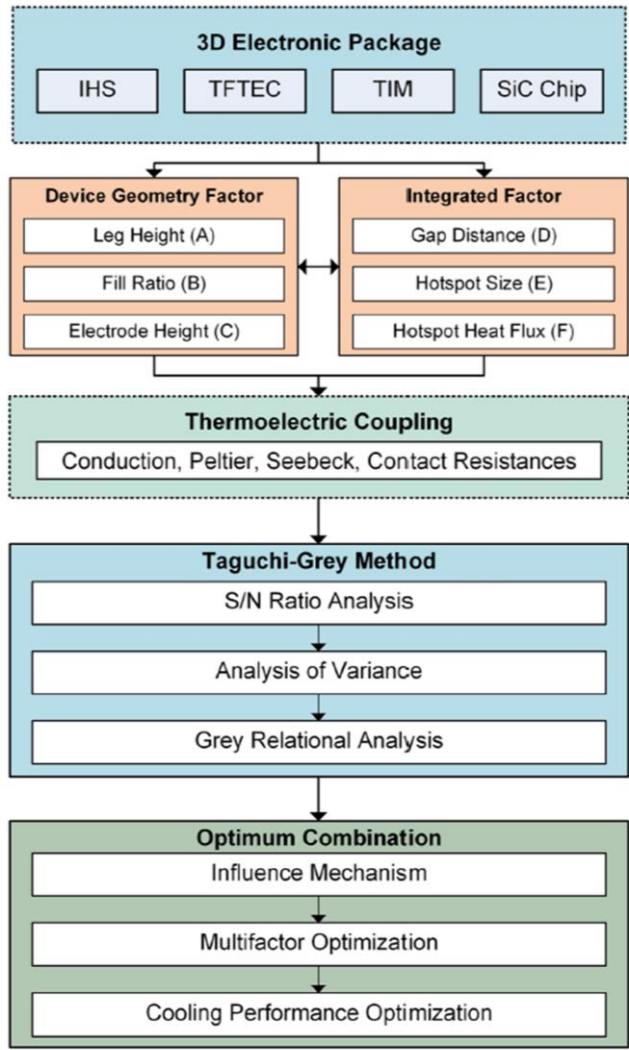 3D Electronic Package
IHS
TFTEC
TIM
SiC Chip
Device Geometry Factor
Leg Height (A)
Fill Ratio (B)
Electrode Height (C)
Integrated Factor
Gap Distance (D)
Hotspot Size (E)
Hotspot Heat Flux (F)
Thermoelectric Coupling
Conduction, Peltier, Seebeck, Contact Resistances
Taguchi-Grey Method
S/N Ratio Analysis
Analysis of Variance
Grey Relational Analysis
Optimum Combination
Influence Mechanism
Multifactor Optimization
Cooling Performance Optimization